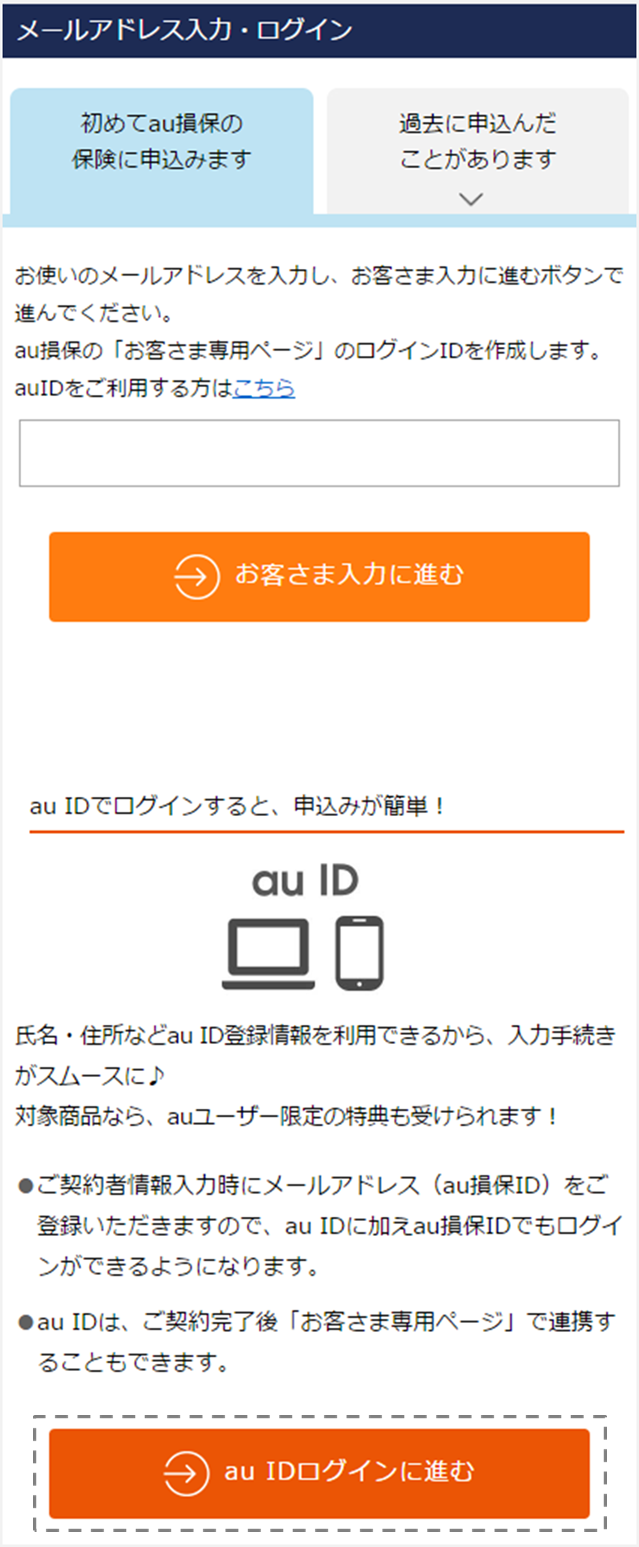 メールアドレス入力・ログイン
初めてau損保の
保険に申込みます
過去に申込んだ
ことがあります
お使いのメールアドレスを入力し、お客さま入力に進むボタンで
進んでください。
au損保の「お客さま専用ページ」のログインIDを作成します。
auIDをご利用する方はこちら
お客さま入力に進む
au IDでログインすると、申込みが簡単！
au ID
氏名・住所などau ID登録情報を利用できるから、入力手続き
がスムースに♪
対象商品なら、auユーザー限定の特典も受けられます！
●ご契約者情報入力時にメールアドレス（au損保ID）をご
登録いただきますので、au IDに加えau損保IDでもログイ
ンができるようになります。
●au IDは、ご契約完了後「お客さま専用ページ」で連携す
ることもできます。
au IDログインに進む